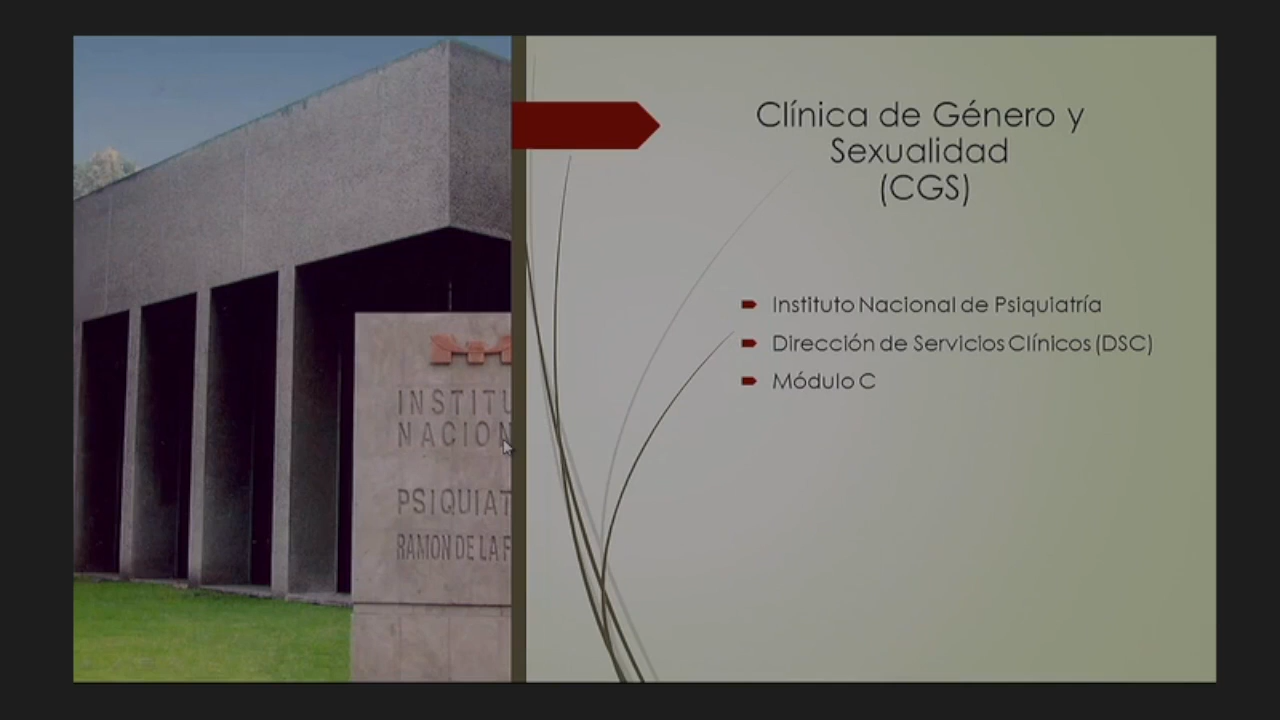 Clínica de Género y
Sexualidad
(CGS)
Instituto Nacional de Psiquiatría
Dirección de Servicios Clínicos (DSC)
Módulo C
INSTITU
NACION
PSIQUIAT
RAMON DE LA F